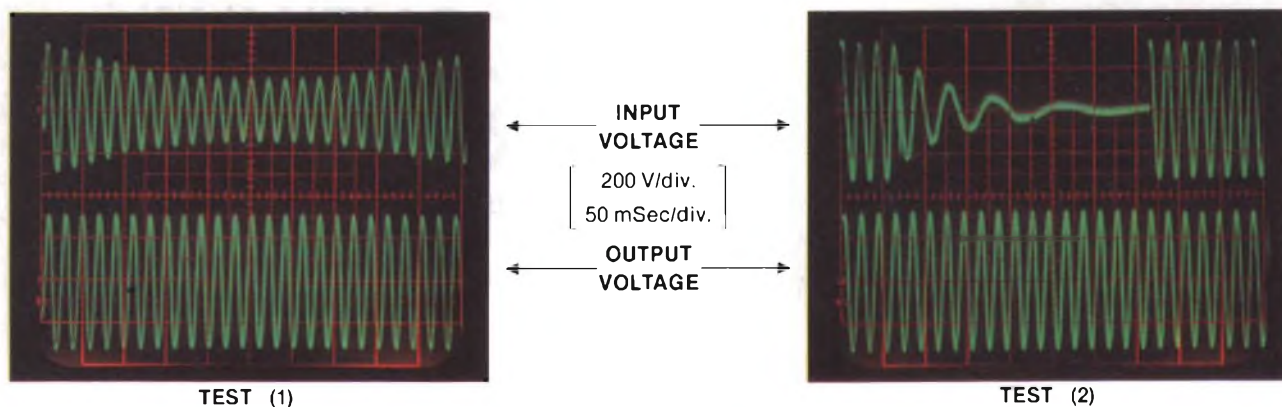 INPUT
VOLTAGE
200 V/div.
50 mSec/div.
OUTPUT
VOLTAGE
TEST (1)
TEST (2)